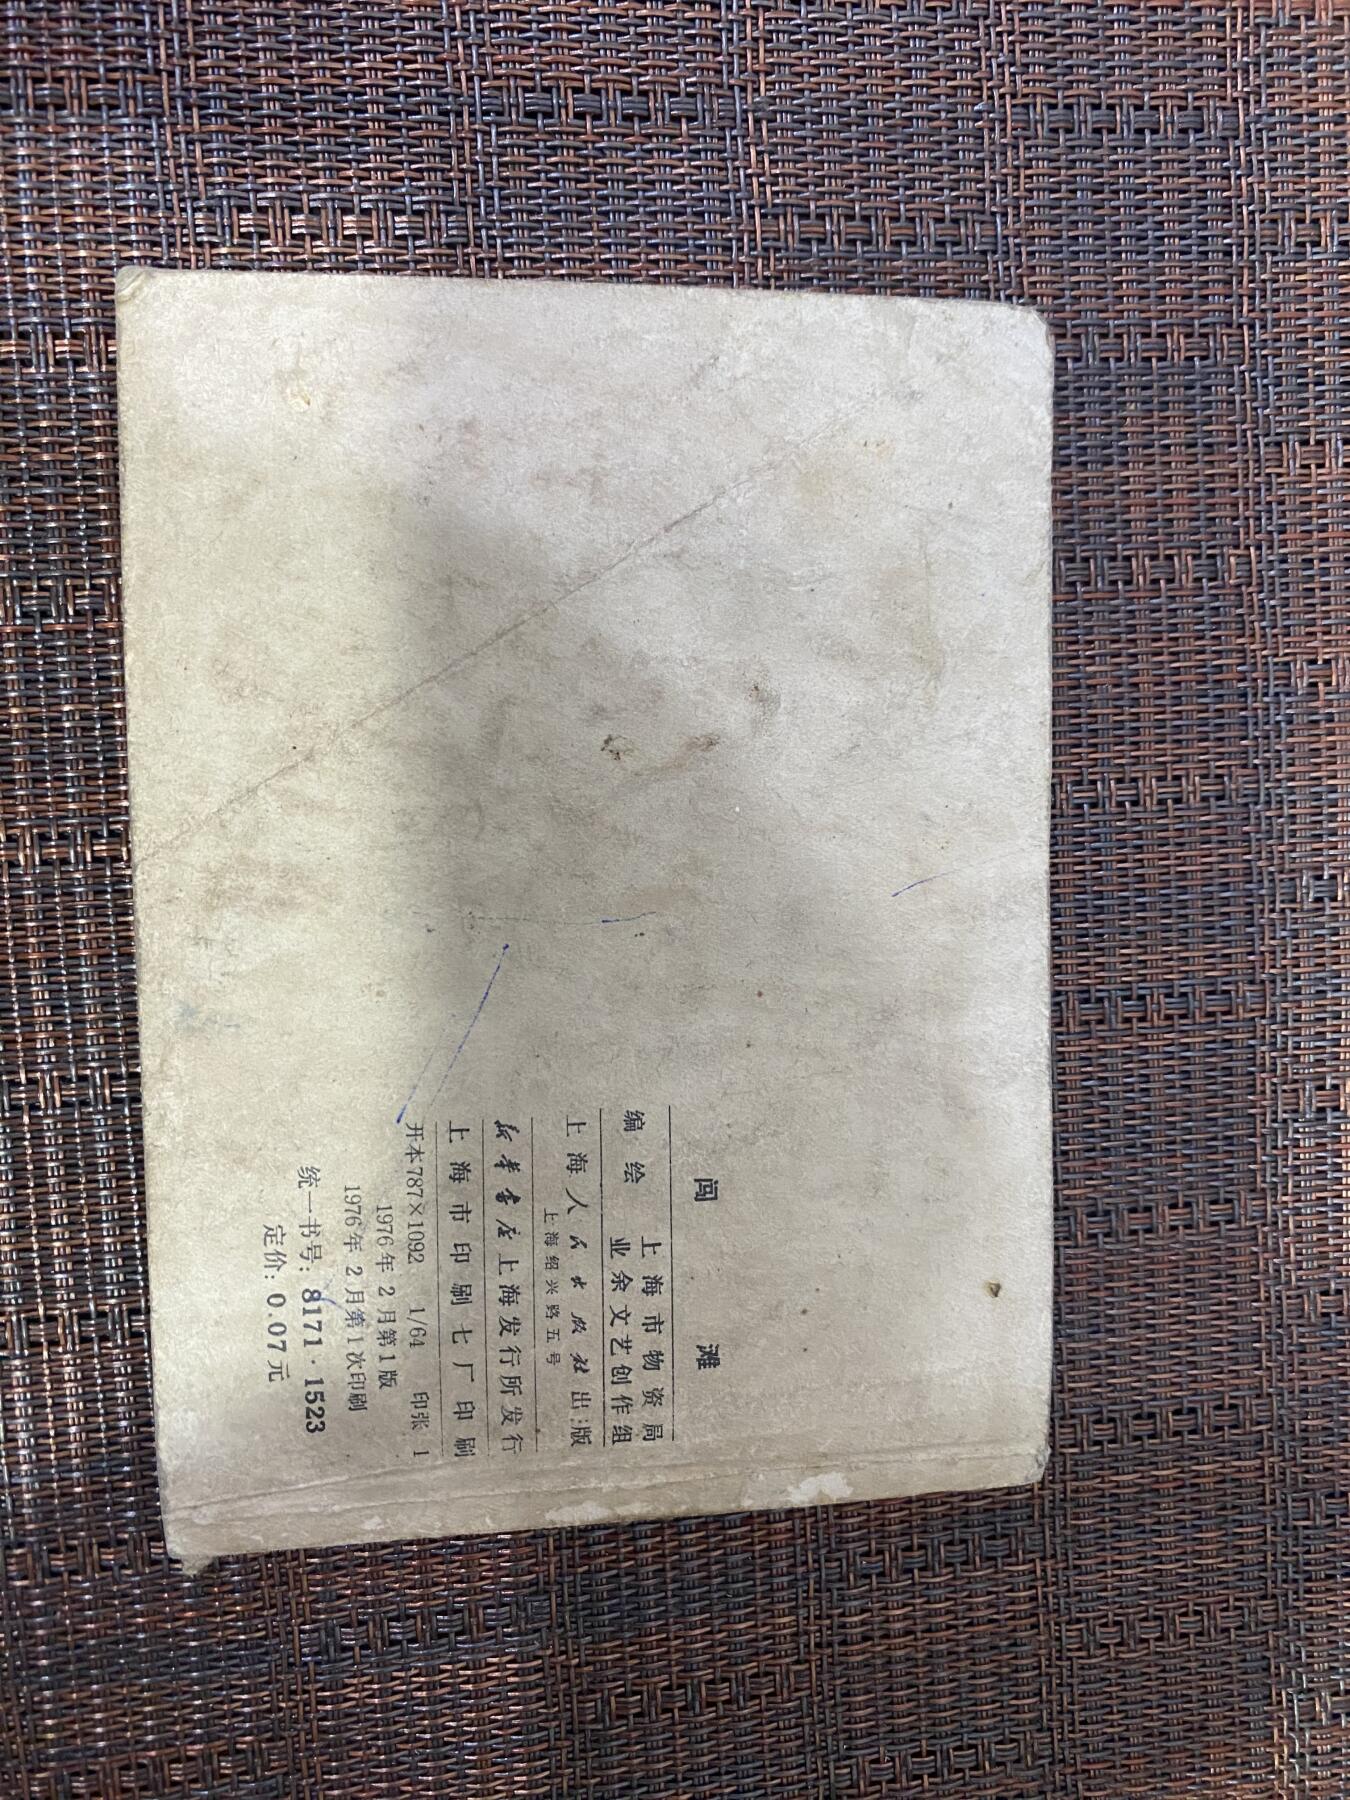 闯 滩
上海市物资局
编绘 业余文艺创作组
上海人民出版社出版
上海绍兴路五号
新华书店上海发行所发行
上海市印刷七厂印刷
开本787×1092 1/64 印张 1
1976年2月第1版
1976年2月第1次印刷
统一书号: 8171·1523
定价: 0.07元